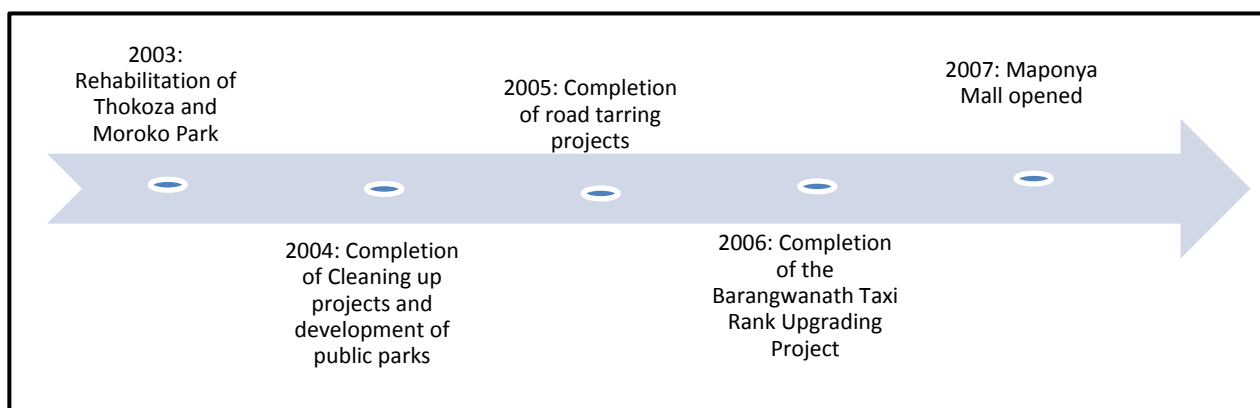 2003:
Rehabilitation of
Thokoza and
Moroko Park
2004: Completion
of Cleaning up
projects and
development of
public parks
2005: Completion
of road tarring
projects
2006: Completion
of the
Barangwanath Taxi
Rank Upgrading
Project
2007: Maponya
Mall opened